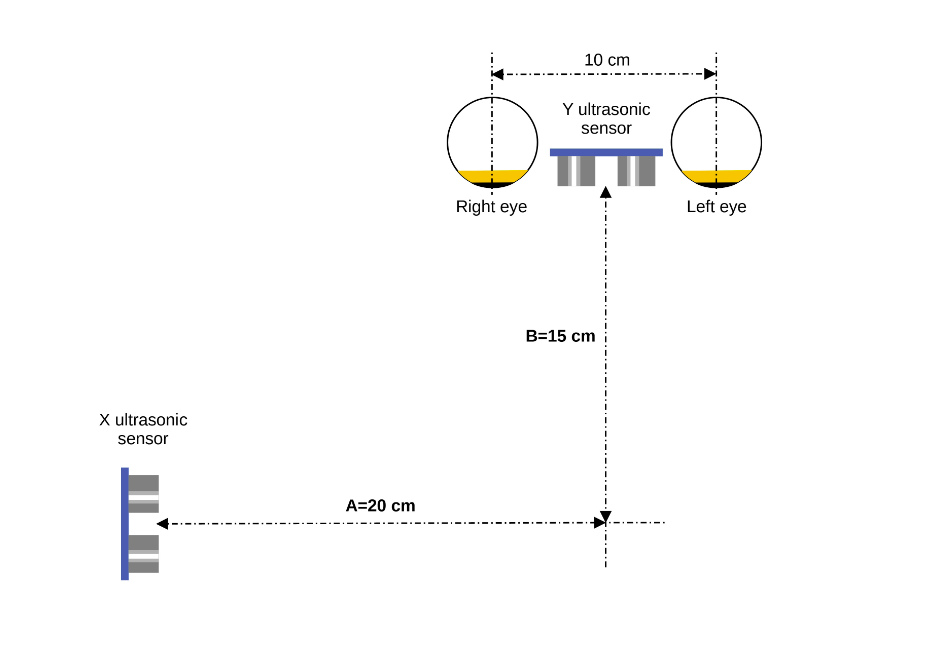 10 cm
Y ultrasonic
sensor
Right eye
Left eye
B=15 cm
X ultrasonic
sensor
A=20 cm